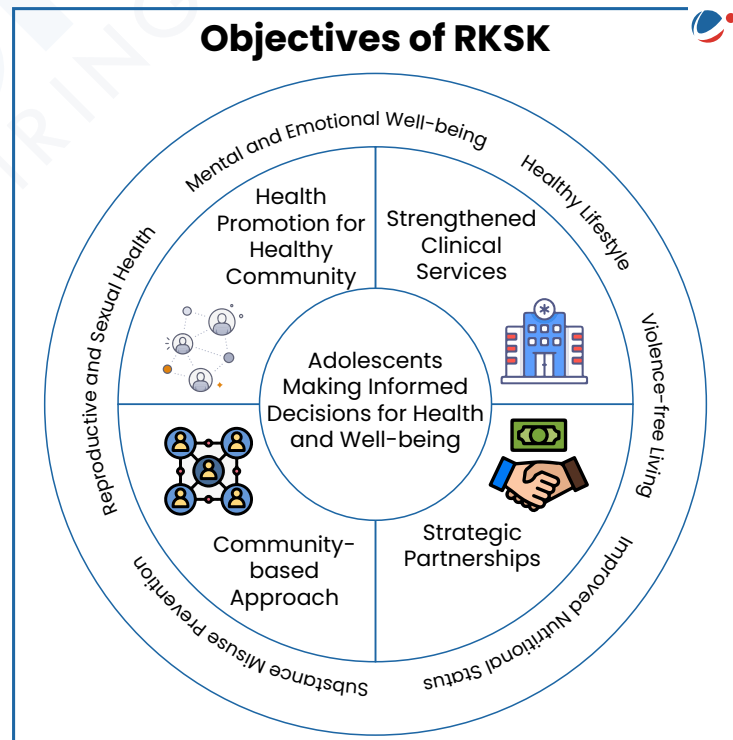 Objectives of RKSK
Mental and Emotional Well-being
Healthy Lifestyle
Violence-free Living
Improved Nutritional Status
Substance Misuse Prevention
Reproductive and Sexual Health
Health
Promotion for
Healthy
Community
Strengthened
Clinical
Services
Adolescents
Making Informed
Decisions for Health
and Well-being
Community-
based
Approach
Strategic
Partnerships